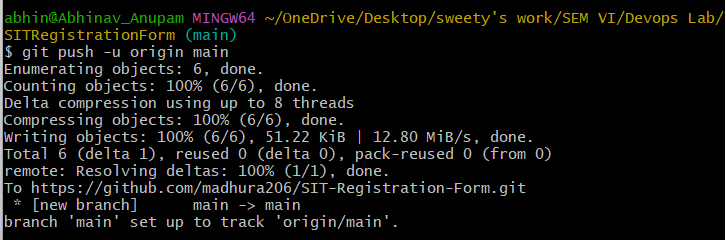 abhin@Abhinav_Anupam MINGW64 ~/OneDrive/Desktop/sweety's work/SEM VI/Devops Lab/
SITRegistrationForm (main)
$ git push -u origin main
Enumerating objects: 6, done.
Counting objects: 100% (6/6), done.
Delta compression using up to 8 threads
Compressing objects: 100% (6/6), done.
Writing objects: 100% (6/6), 51.22 KiB | 12.80 MiB/s, done.
Total 6 (delta 1), reused 0 (delta 0), pack-reused 0 (from 0)
remote: Resolving deltas: 100% (1/1), done.
To https://github.com/madhura206/SIT-Registration-Form.git
 * [new branch]      main -> main
branch 'main' set up to track 'origin/main'.